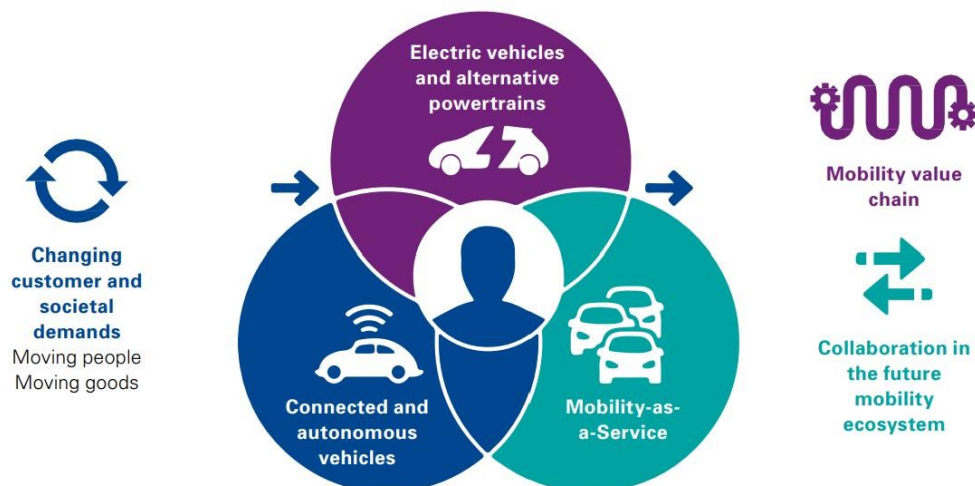 Changing
customer and
societal
demands
Moving people
Moving goods
Electric vehicles
and alternative
powertrains
Connected and
autonomous
vehicles
Mobility-as-
a-Service
Mobility value
chain
Collaboration in
the future
mobility
ecosystem